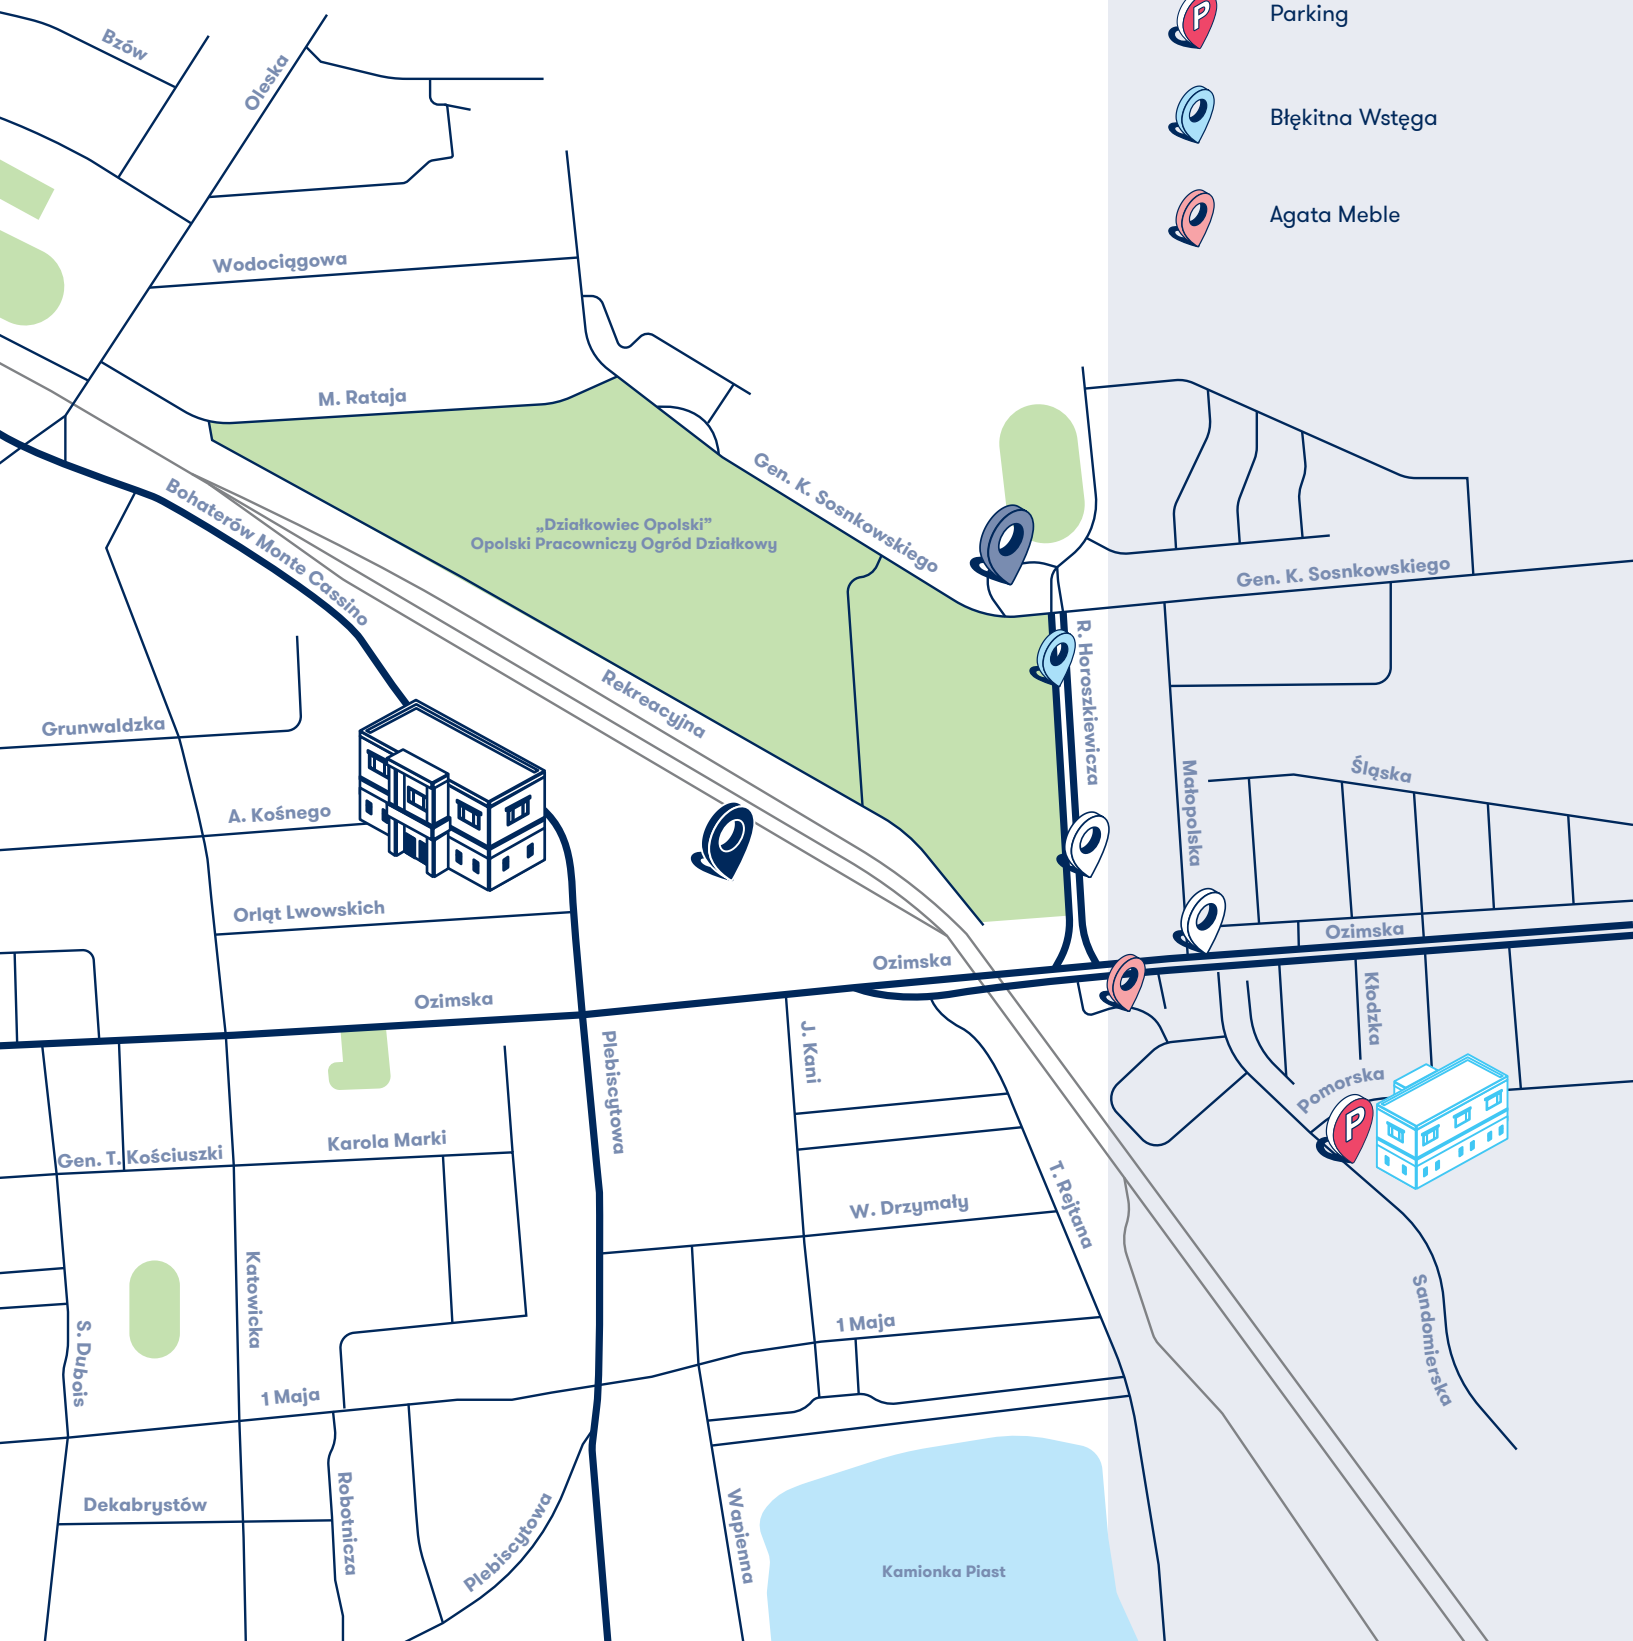 Parking
Błękitna Wstęga
Agata Meble
Bzów
Oleska
Wodociągowa
M. Rataja
Bohaterów Monte Cassino
Gen. K. Sosnkowskiego
„Działkowiec Opolski”
Opolski Pracowniczy Ogród Działkowy
Gen. K. Sosnkowskiego
R. Horoszkiewicza
Rekreacyjna
Grunwaldzka
A. Kośnego
Małopolska
Śląska
Orląt Lwowskich
Ozimska
Ozimska
Ozimska
Kłodzka
Plebiscytowa
J. Kani
Pomorska
P
P
Gen. T. Kościuszki
Karola Marki
T. Rejtana
W. Drzymały
Katowicka
S. Dubois
1 Maja
1 Maja
Sandomierska
Dekabrystów
Robotnicza
Plebiscytowa
Wapienna
Kamionka Piast